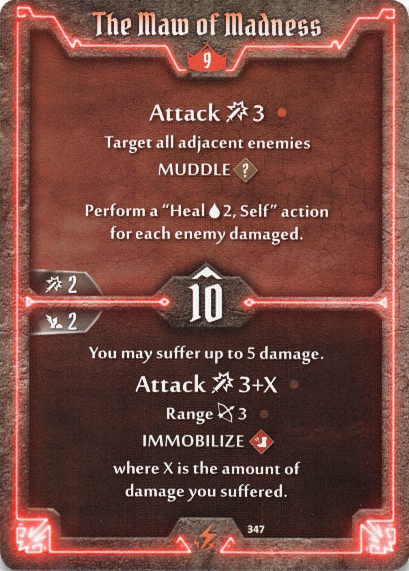 The Maw of Madness
9
Attack 3
Target all adjacent enemies
MUDDLE ?
Perform a “Heal 2, Self” action
for each enemy damaged.
2
10
2
You may suffer up to 5 damage.
Attack 3+X
Range 3
IMMOBILIZE
where X is the amount of
damage you suffered.
347